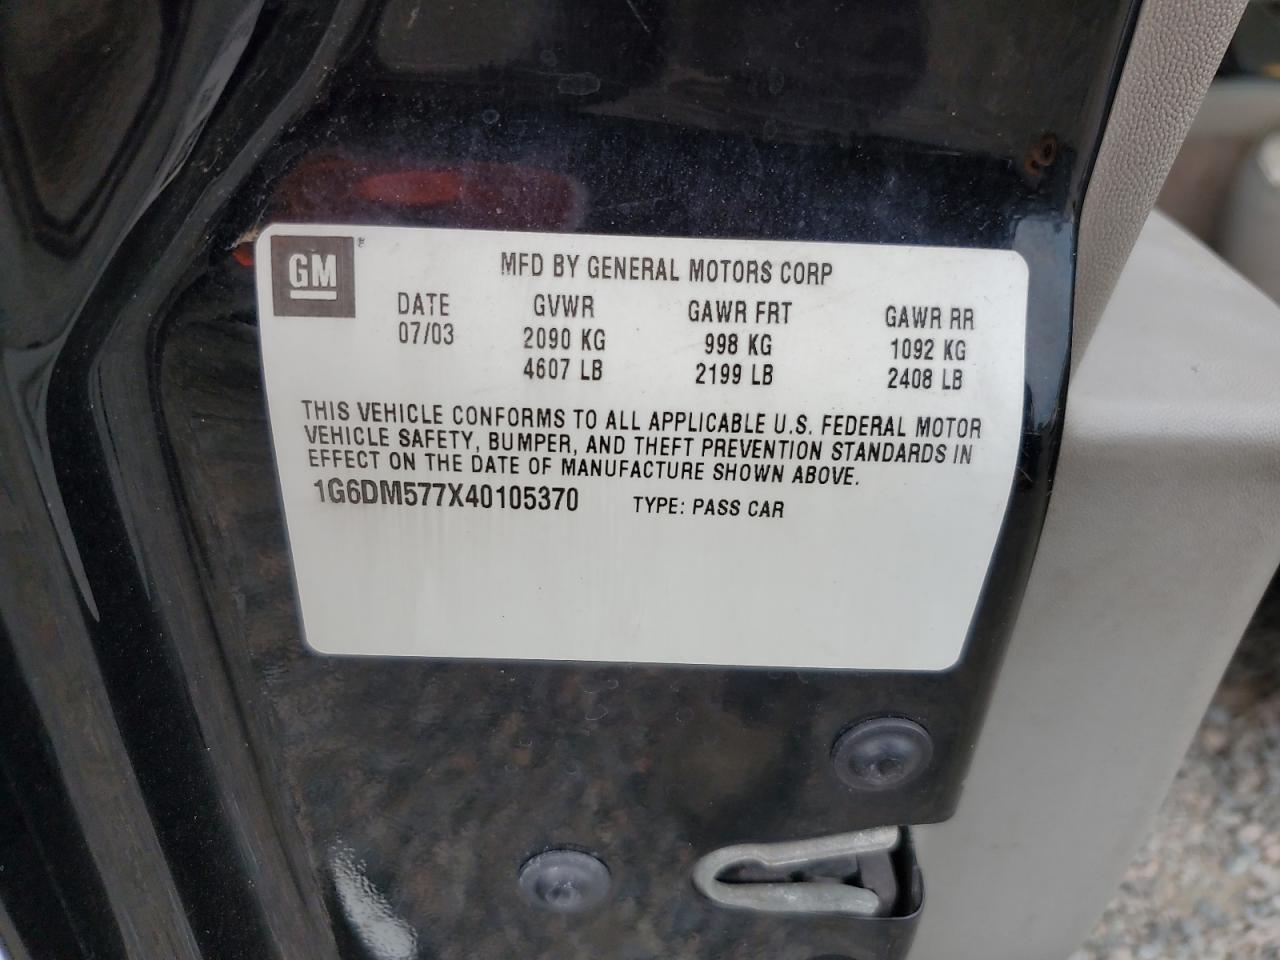 GM
MFD BY GENERAL MOTORS CORP
DATE GVWR GAWR FRT GAWR RR
07/03 2090 KG 998 KG 1092 KG
4607 LB 2199 LB 2408 LB
THIS VEHICLE CONFORMS TO ALL APPLICABLE U.S. FEDERAL MOTOR
VEHICLE SAFETY, BUMPER, AND THEFT PREVENTION STANDARDS IN
EFFECT ON THE DATE OF MANUFACTURE SHOWN ABOVE.
1G6DM577X40105370 TYPE: PASS CAR